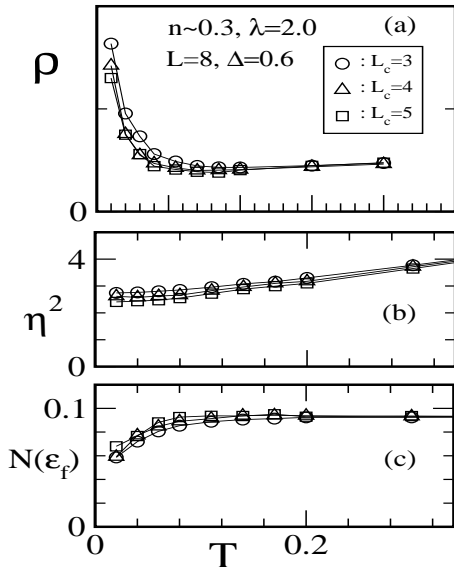 n~0.3, λ=2.0
(a)
L=8, Δ=0.6
ρ
○ : L_c=3
△ : L_c=4
□ : L_c=5
0
4
2
η²
(b)
0
0.1
N(ε_f)
(c)
0
0
T
0.2